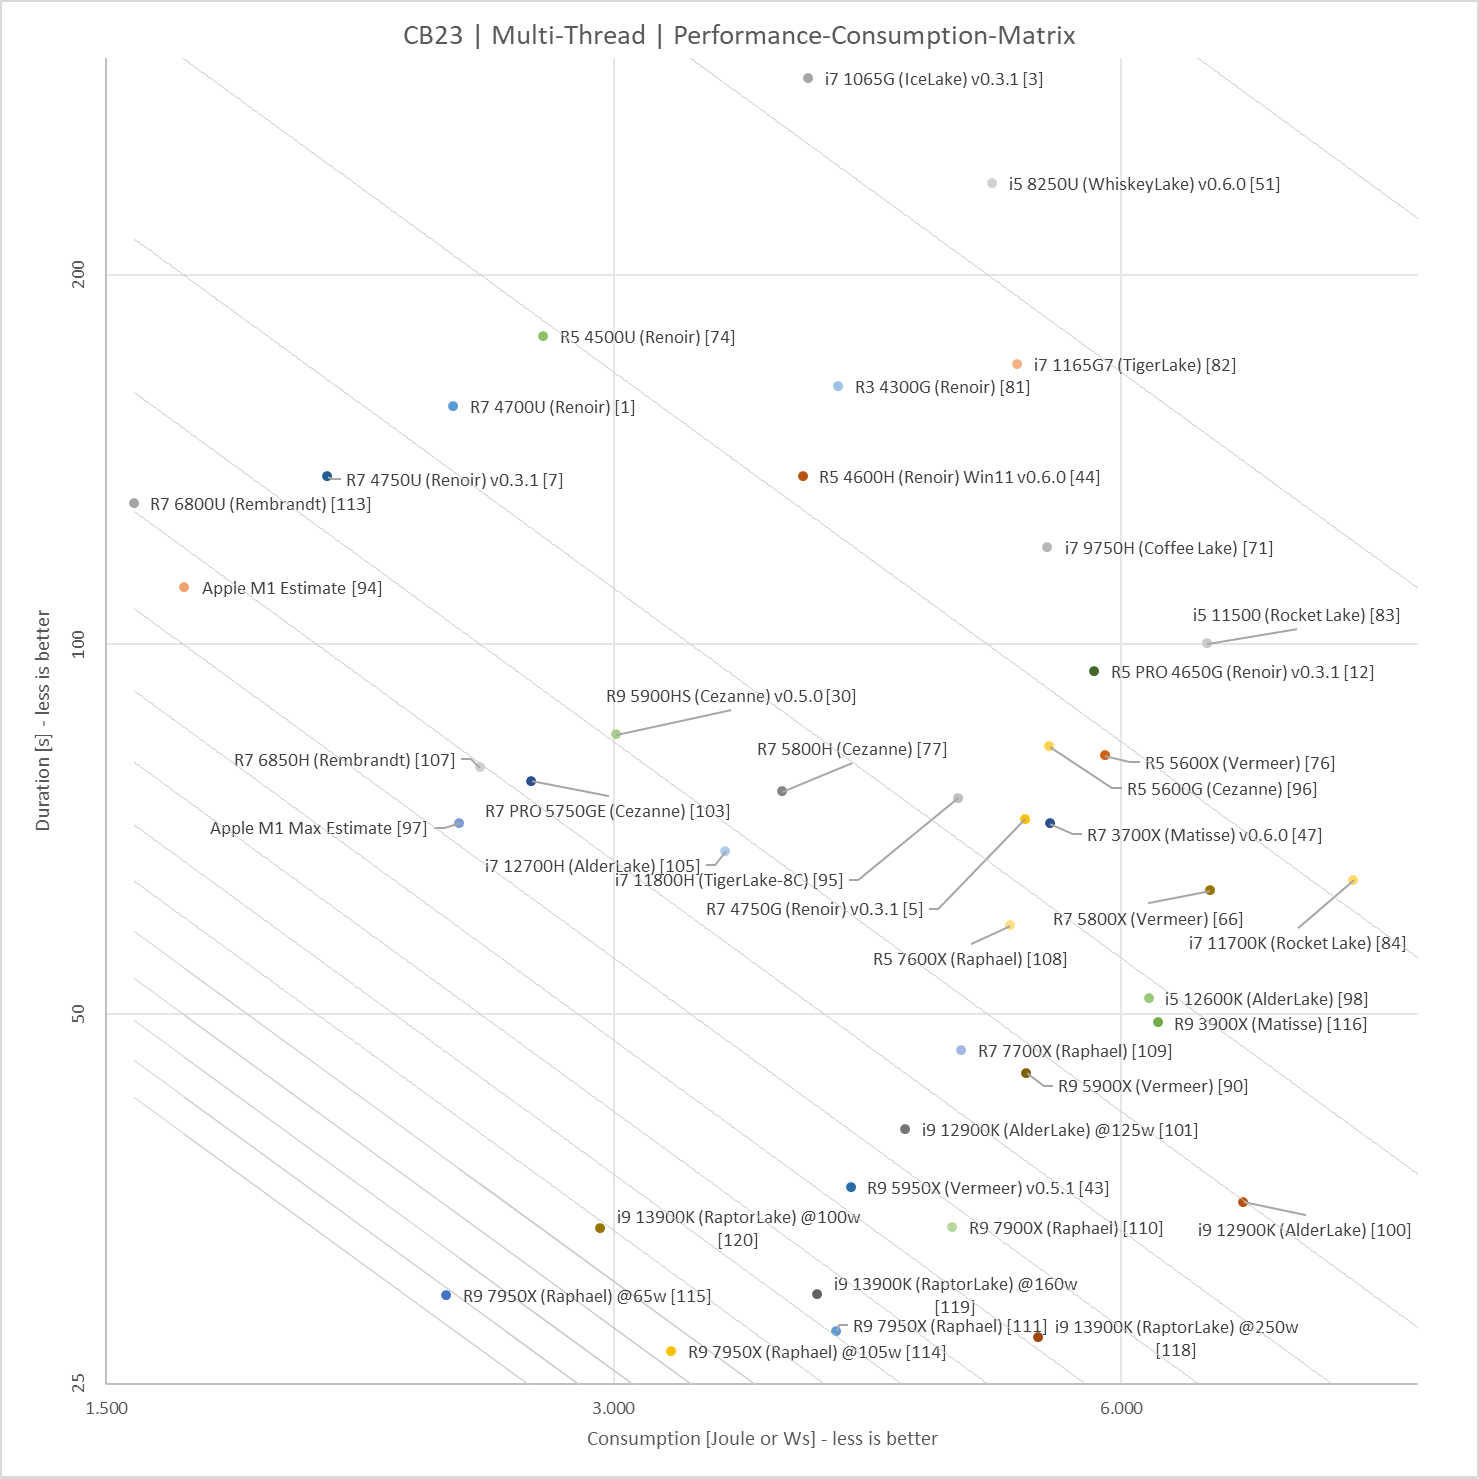 CB23 | Multi-Thread | Performance-Consumption-Matrix
i7 1065G (IceLake) v0.3.1 [3]
i5 8250U (WhiskeyLake) v0.6.0 [51]
200
R5 4500U (Renoir) [74]
i7 1165G7 (TigerLake) [82]
R3 4300G (Renoir) [81]
R7 4700U (Renoir) [1]
R7 4750U (Renoir) v0.3.1 [7]
R5 4600H (Renoir) Win11 v0.6.0 [44]
R7 6800U (Rembrandt) [113]
i7 9750H (Coffee Lake) [71]
Apple M1 Estimate [94]
i5 11500 (Rocket Lake) [83]
100
R5 PRO 4650G (Renoir) v0.3.1 [12]
R9 5900HS (Cezanne) v0.5.0 [30]
Duration [s] - less is better
R7 5800H (Cezanne) [77]
R7 6850H (Rembrandt) [107]
R5 5600X (Vermeer) [76]
R5 5600G (Cezanne) [96]
R7 PRO 5750GE (Cezanne) [103]
Apple M1 Max Estimate [97]
R7 3700X (Matisse) v0.6.0 [47]
i7 12700H (AlderLake) [105]
i7 11800H (TigerLake-8C) [95]
R7 4750G (Renoir) v0.3.1 [5]
R7 5800X (Vermeer) [66]
i7 11700K (Rocket Lake) [84]
R5 7600X (Raphael) [108]
i5 12600K (AlderLake) [98]
50
R9 3900X (Matisse) [116]
R7 7700X (Raphael) [109]
R9 5900X (Vermeer) [90]
i9 12900K (AlderLake) @125w [101]
R9 5950X (Vermeer) v0.5.1 [43]
i9 13900K (RaptorLake) @100w
[120]
R9 7900X (Raphael) [110]
i9 12900K (AlderLake) [100]
i9 13900K (RaptorLake) @160w
[119]
R9 7950X (Raphael) @65w [115]
R9 7950X (Raphael) [111]
i9 13900K (RaptorLake) @250w
[118]
R9 7950X (Raphael) @105w [114]
25
1.500
3.000
6.000
Consumption [Joule or Ws] - less is better